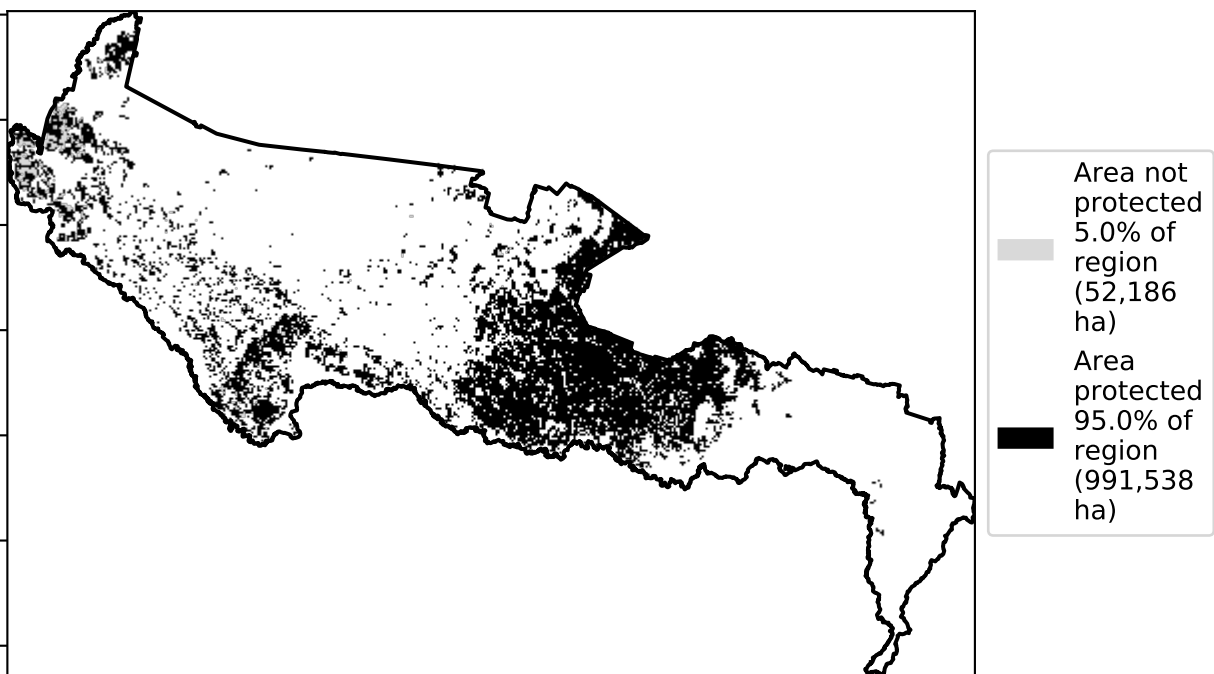 Area not
protected
5.0% of
region
(52,186
ha)
Area
protected
95.0% of
region
(991,538
ha)